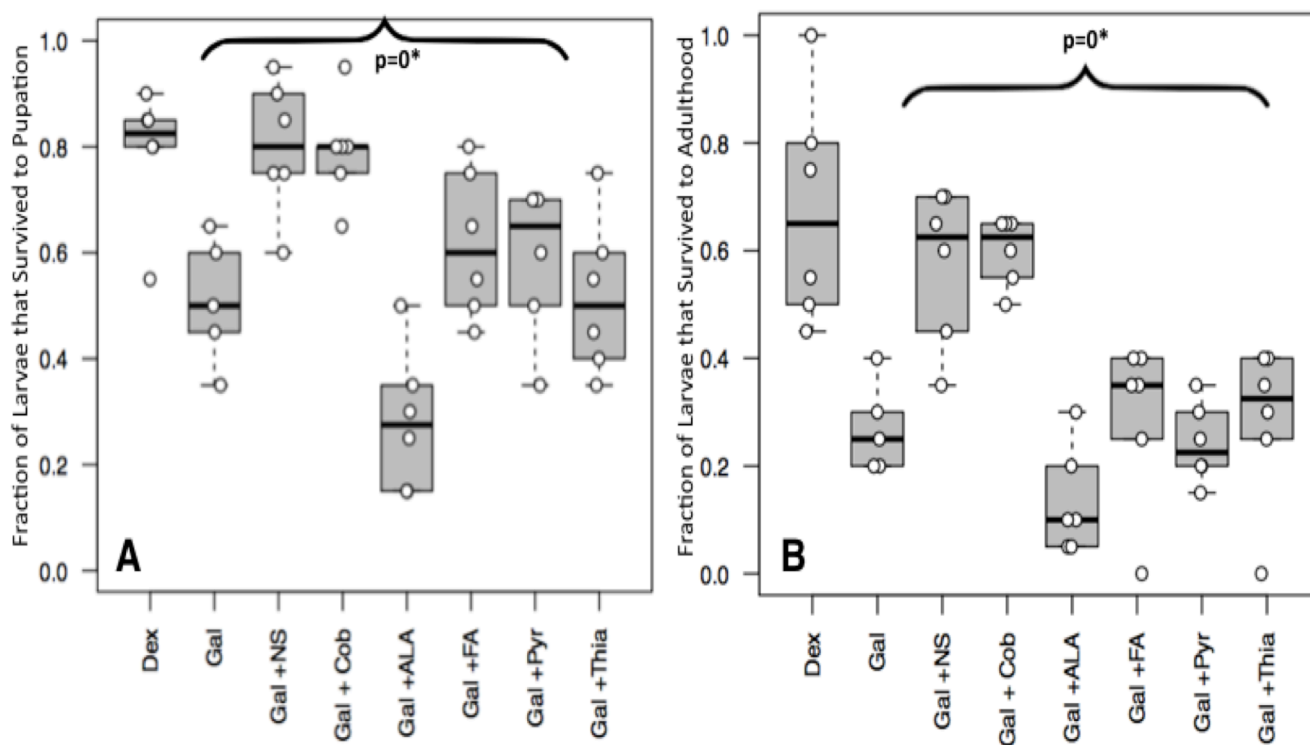 Fraction of Larvae that Survived to Pupation
1.0
0.8
0.6
0.4
0.2
0.0
p=0*
A
Dex
Gal
Gal +NS
Gal + Cob
Gal +ALA
Gal +FA
Gal +Pyr
Gal +Thia
Fraction of Larvae that Survived to Adulthood
1.0
0.8
0.6
0.4
0.2
0.0
p=0*
B
Dex
Gal
Gal +NS
Gal + Cob
Gal +ALA
Gal +FA
Gal +Pyr
Gal +Thia